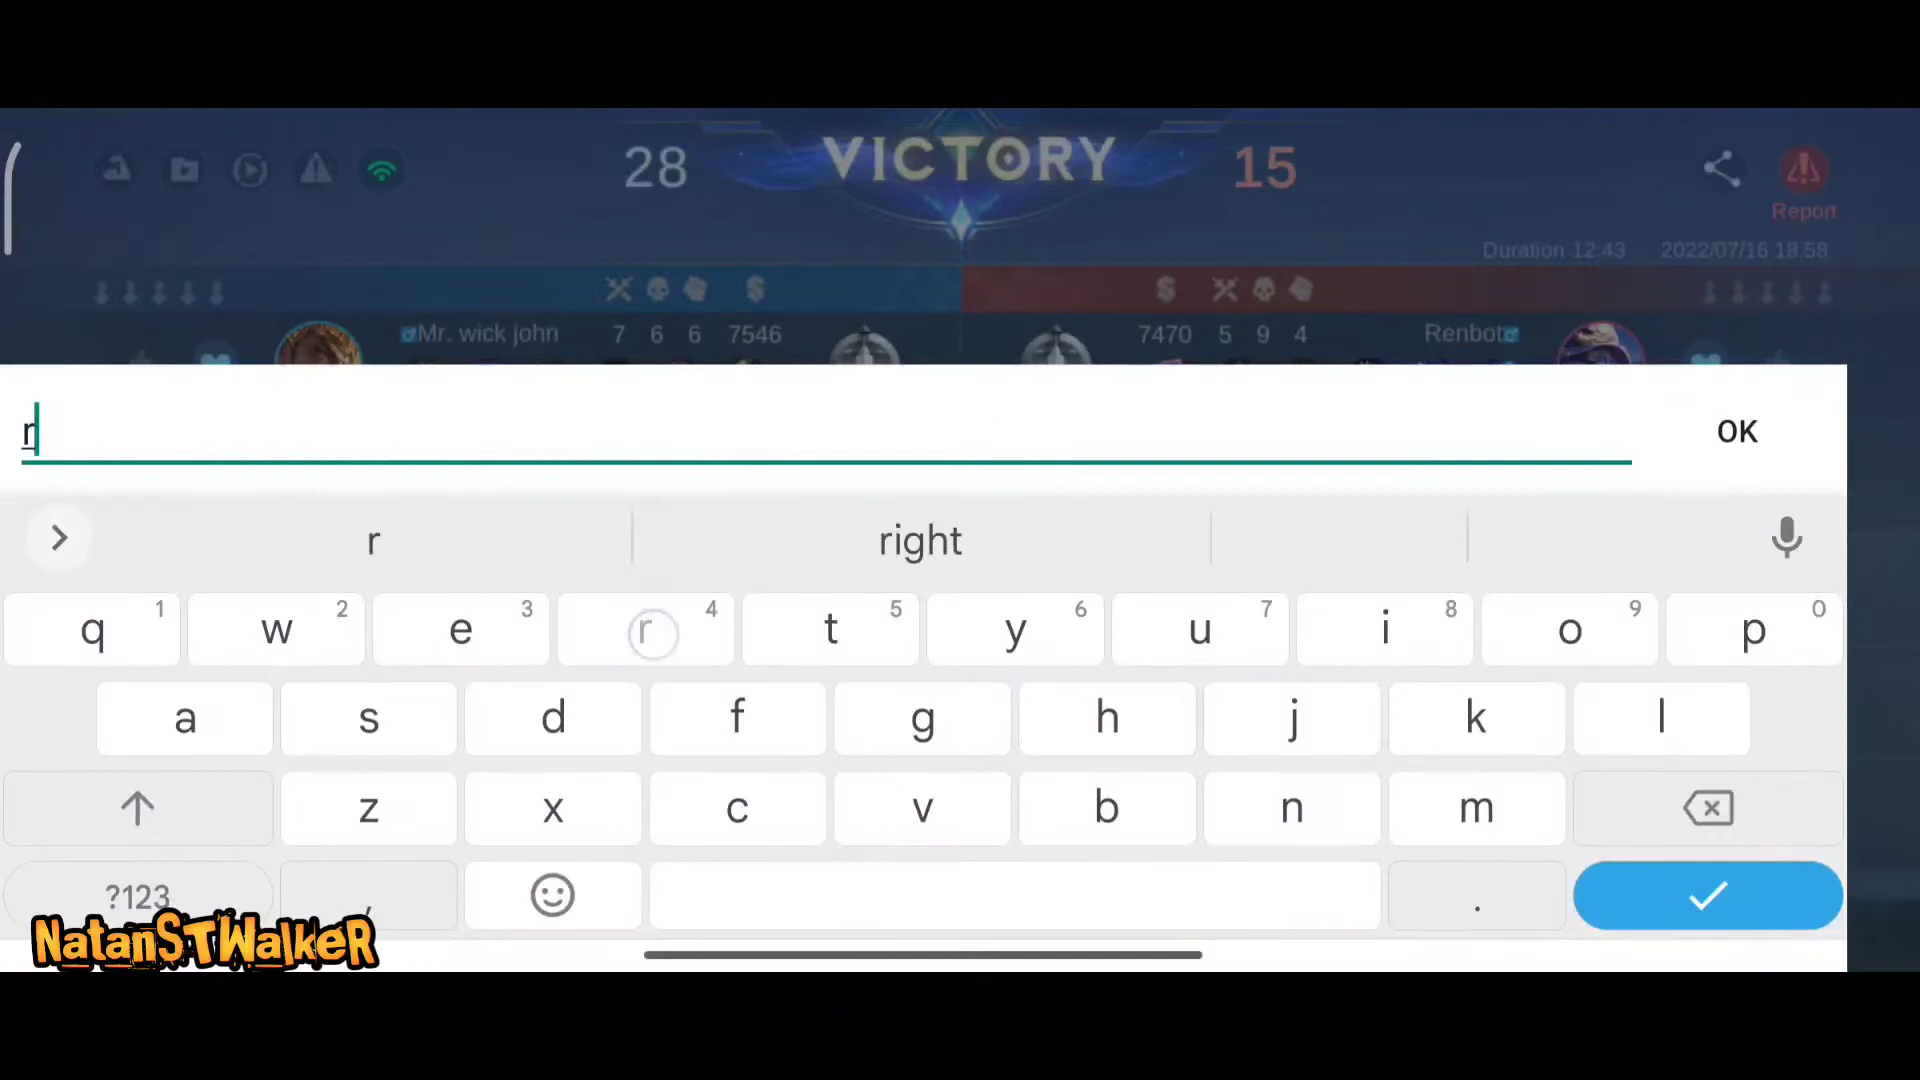 28 VICTORY 15
Report
Duration 12:43 2022/07/16 18:58
Mr. wick john 7 6 6 7546 7470 5 9 4 Renbot
r OK
r right
q 1 w 2 e 3 r 4 t 5 y 6 u 7 i 8 o 9 p 0
a s d f g h j k l
z x c v b n m
?123 , .
NatanSTWalkeR